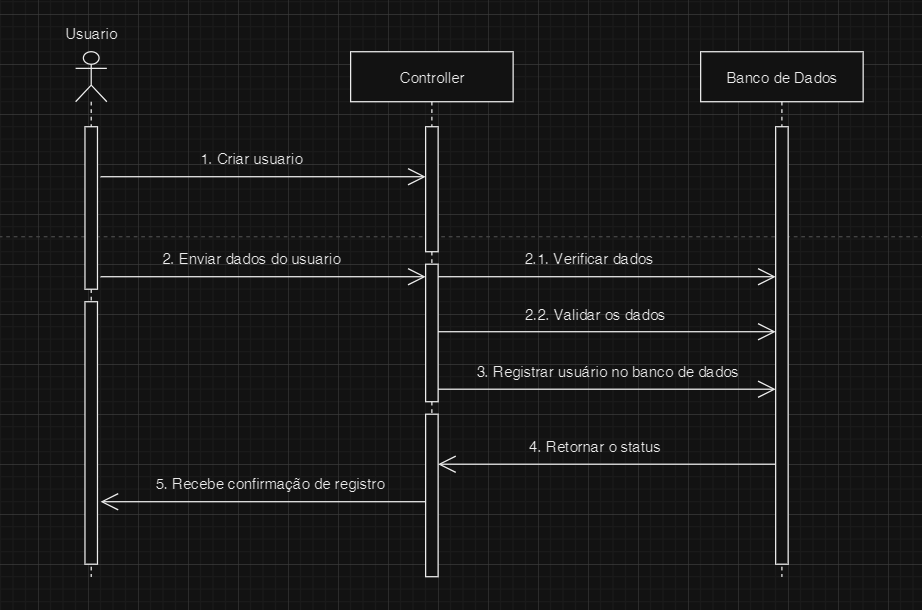 Usuario
Controller
Banco de Dados
1. Criar usuario
2. Enviar dados do usuario
2.1. Verificar dados
2.2. Validar os dados
3. Registrar usuário no banco de dados
4. Retornar o status
5. Recebe confirmação de registro